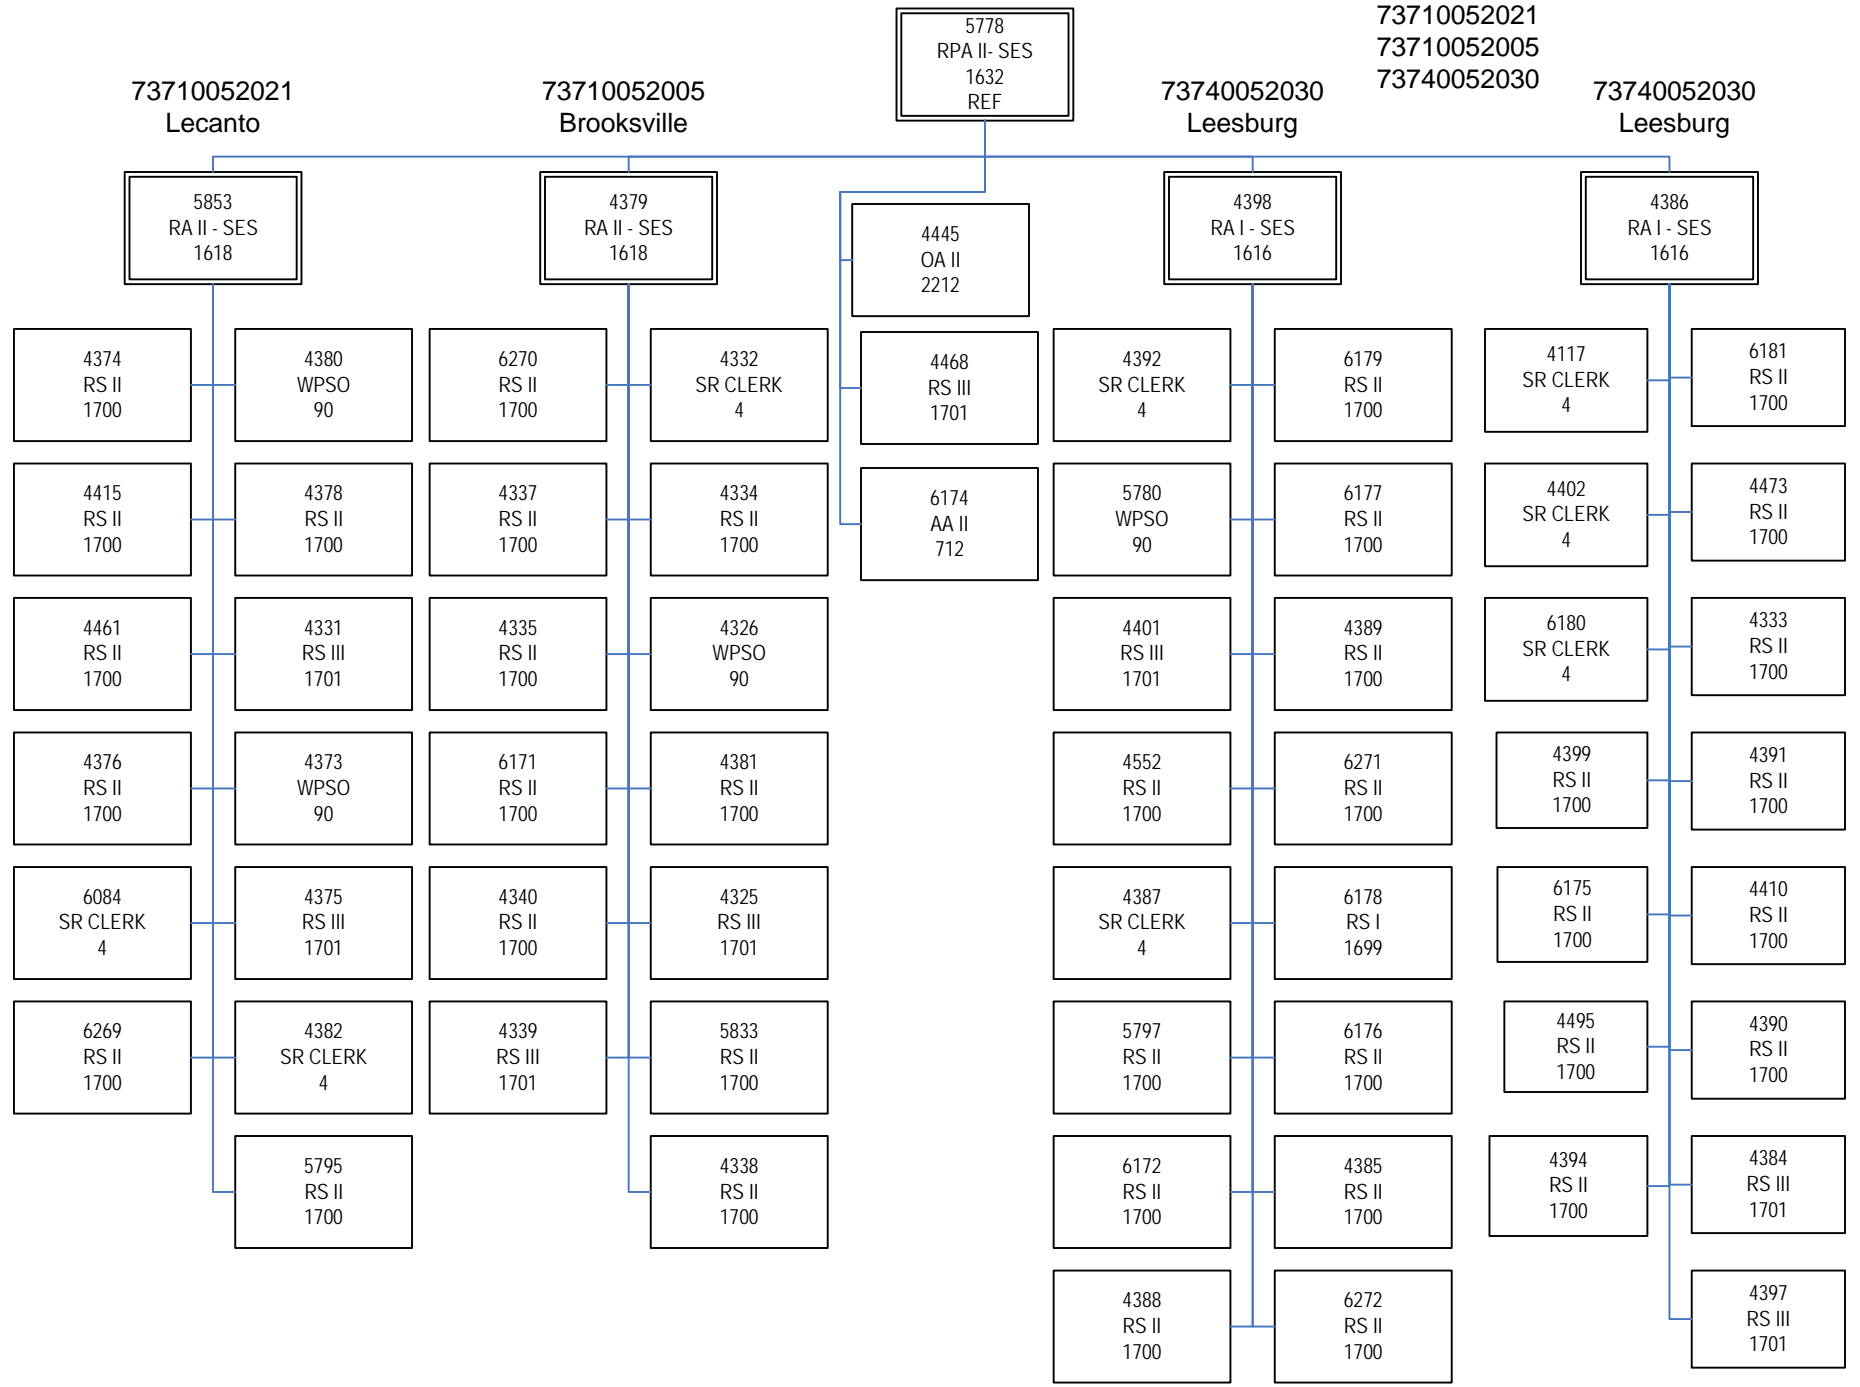 5778
RPA II- SES
1632
REF
73710052021
73710052005
73740052030
73710052021
Lecanto
73710052005
Brooksville
73740052030
Leesburg
73740052030
Leesburg
5853
RA II - SES
1618
4379
RA II - SES
1618
4398
RA I - SES
1616
4386
RA I - SES
1616
4445
OA II
2212
4468
RS III
1701
6174
AA II
712
4374
RS II
1700
4380
WPSO
90
4415
RS II
1700
4378
RS II
1700
4461
RS II
1700
4331
RS III
1701
4376
RS II
1700
4373
WPSO
90
6084
SR CLERK
4
4375
RS III
1701
6269
RS II
1700
4382
SR CLERK
4
5795
RS II
1700
6270
RS II
1700
4332
SR CLERK
4
4337
RS II
1700
4334
RS II
1700
4335
RS II
1700
4326
WPSO
90
6171
RS II
1700
4381
RS II
1700
4340
RS II
1700
4325
RS III
1701
4339
RS III
1701
5833
RS II
1700
4338
RS II
1700
4392
SR CLERK
4
6179
RS II
1700
5780
WPSO
90
6177
RS II
1700
4401
RS III
1701
4389
RS II
1700
4552
RS II
1700
6271
RS II
1700
4387
SR CLERK
4
6178
RS I
1699
5797
RS II
1700
6176
RS II
1700
6172
RS II
1700
4385
RS II
1700
4388
RS II
1700
6272
RS II
1700
4117
SR CLERK
4
6181
RS II
1700
4402
SR CLERK
4
4473
RS II
1700
6180
SR CLERK
4
4333
RS II
1700
4399
RS II
1700
4391
RS II
1700
6175
RS II
1700
4410
RS II
1700
4495
RS II
1700
4390
RS II
1700
4394
RS II
1700
4384
RS III
1701
4397
RS III
1701